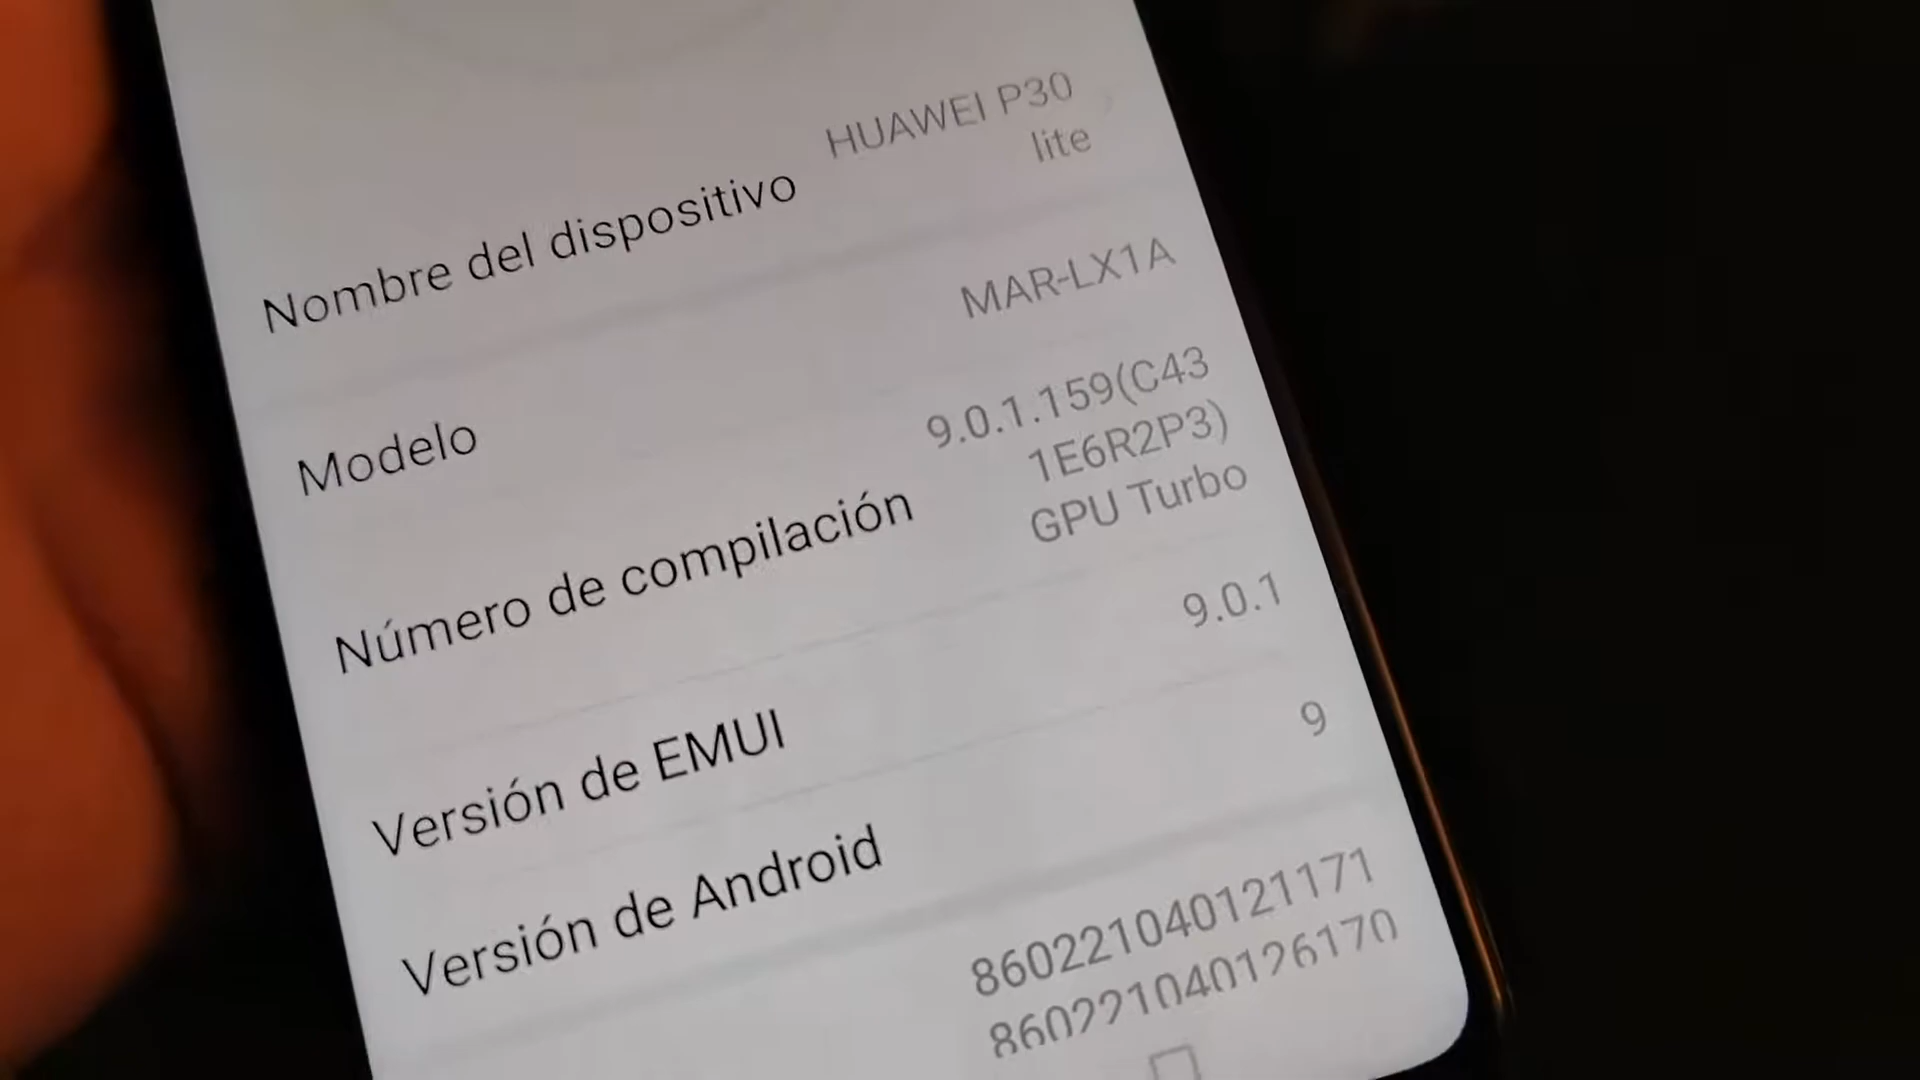 Nombre del dispositivo
HUAWEI P30
lite
Modelo
MAR-LX1A
Número de compilación
9.0.1.159(C43
1E6R2P3)
GPU Turbo
Versión de EMUI
9.0.1
Versión de Android
9
860221040121171
860221040126170